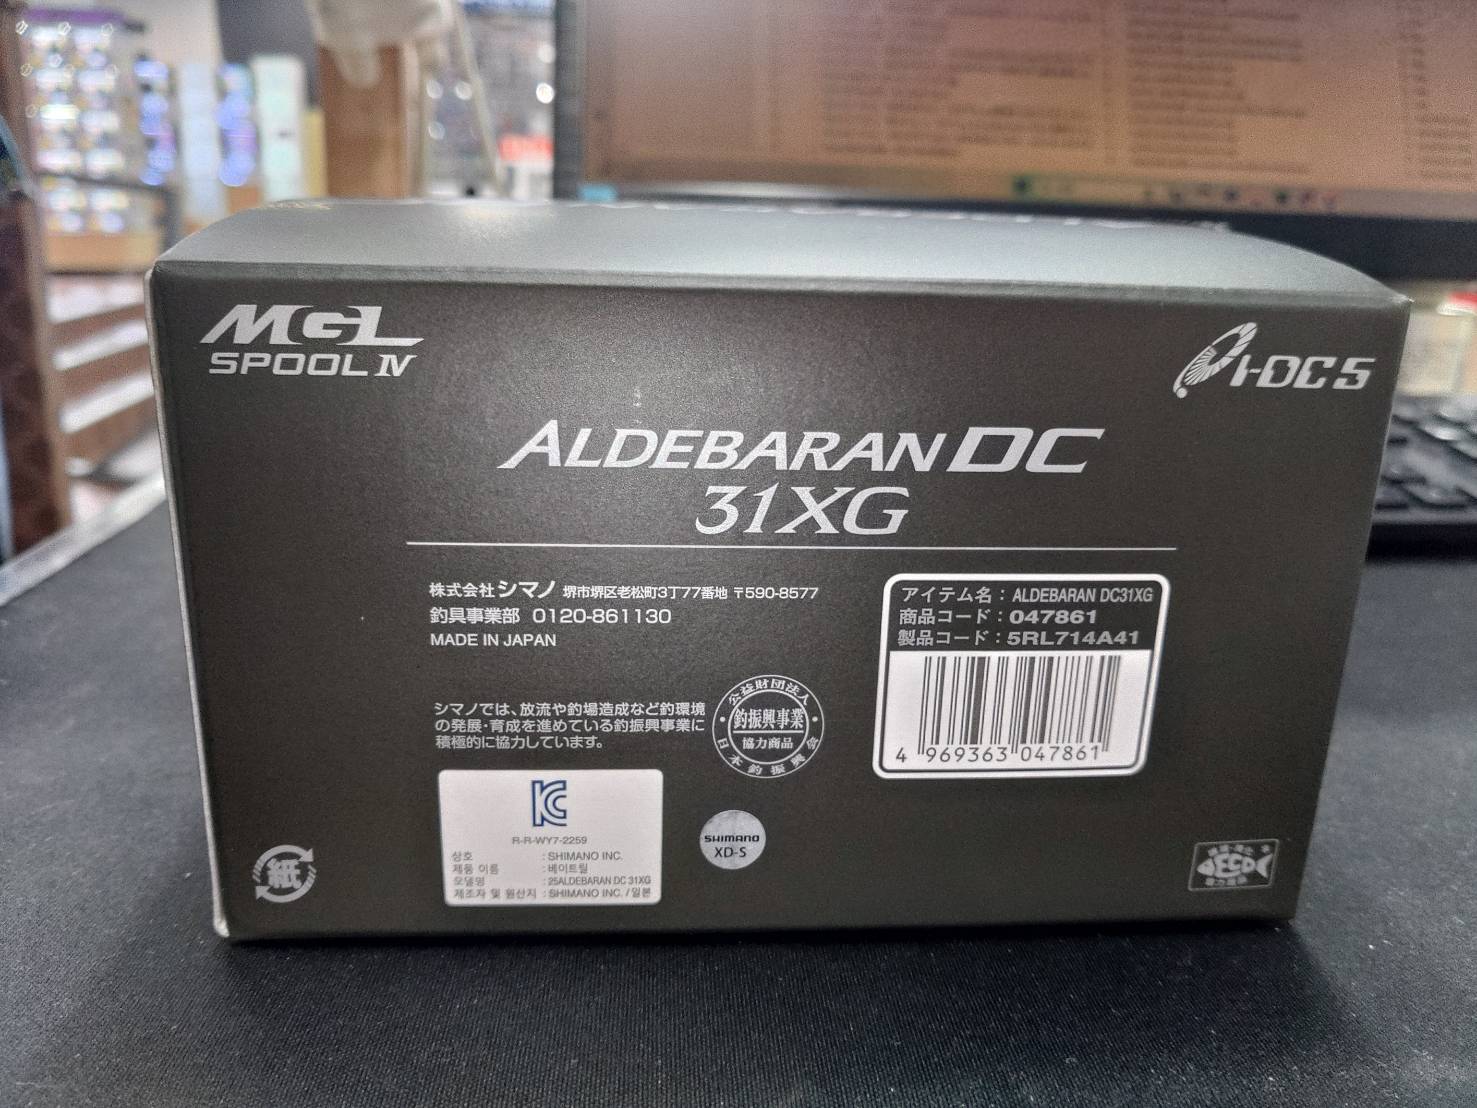 MGL
SPOOL IV
I-DC5
ALDEBARAN DC
31XG
株式会社 シマノ 堺市堺区老松町3丁77番地 〒590-8577
釣具事業部 0120-861130
MADE IN JAPAN
アイテム名：ALDEBARAN DC31XG
商品コード：047861
製品コード：5RL714A41
4 969363 047861
シマノでは、放流や釣場造成など釣環境
の発展・育成を進めている釣振興事業に
積極的に協力しています。
公益財団法人
釣振興事業
協力商品
日本釣振興会
R-R-WY7-2259
상호 : SHIMANO INC.
제품 이름 : 베이트릴
모델명 : 25ALDEBARAN DC 31XG
제조자 및 원산지 : SHIMANO INC. / 일본
SHIMANO
XD-S
紙
ECO